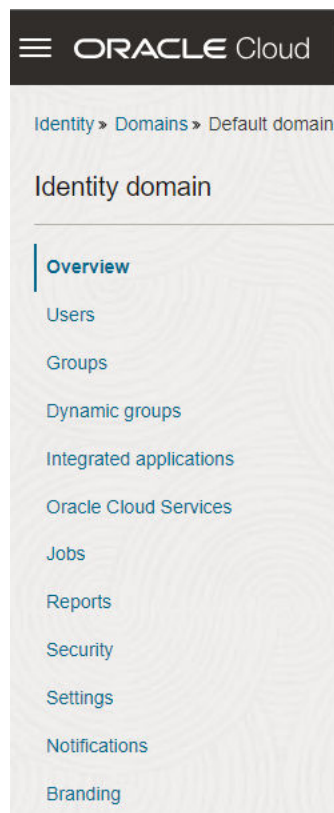 ORACLE Cloud
Identity » Domains » Default domain
Identity domain
Overview
Users
Groups
Dynamic groups
Integrated applications
Oracle Cloud Services
Jobs
Reports
Security
Settings
Notifications
Branding